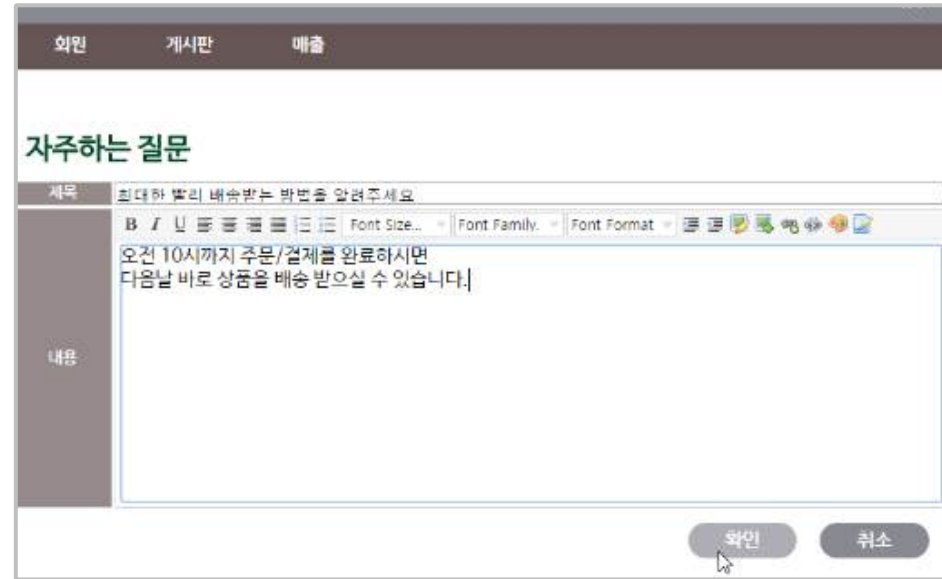 회원 게시판 매출
자주하는 질문
제목 최대한 빨리 배송받는 방법을 알려주세요
B I U Font Size... Font Family. Font Format
오전 10시까지 주문/결제를 완료하시면
다음날 바로 상품을 배송 받으실 수 있습니다.
내용
확인 취소